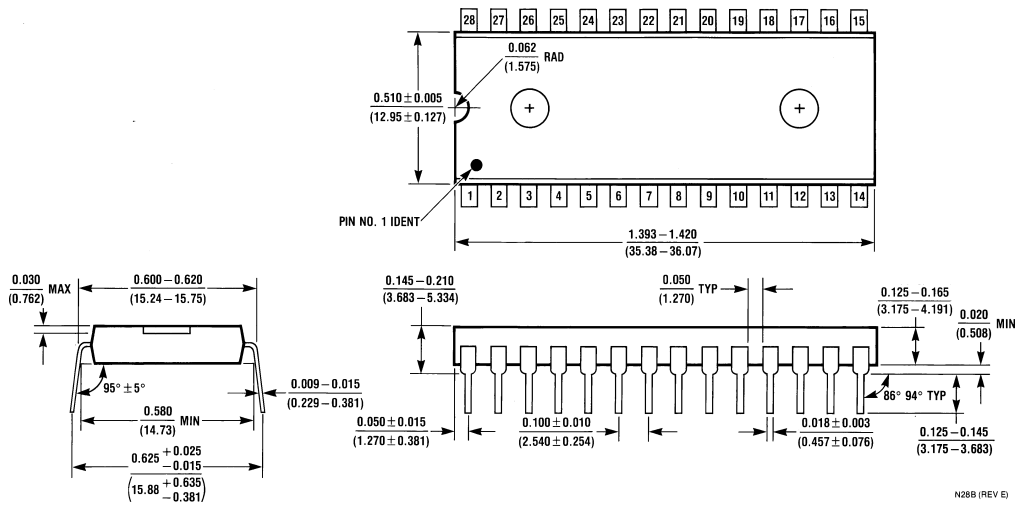 28 27 26 25 24 23 22 21 20 19 18 17 16 15
0.062
(1.575)
RAD
0.510 ± 0.005
(12.95 ± 0.127)
1 2 3 4 5 6 7 8 9 10 11 12 13 14
PIN NO. 1 IDENT
1.393 – 1.420
(35.38 – 36.07)
0.030
(0.762)
MAX
0.600 – 0.620
(15.24 – 15.75)
95° ± 5°
0.009 – 0.015
(0.229 – 0.381)
0.580
(14.73)
MIN
0.625 + 0.025
– 0.015
(15.88 + 0.635
– 0.381)
0.145 – 0.210
(3.683 – 5.334)
0.050
(1.270)
TYP
0.125 – 0.165
(3.175 – 4.191)
0.020
(0.508)
MIN
86° 94° TYP
0.050 ± 0.015
(1.270 ± 0.381)
0.100 ± 0.010
(2.540 ± 0.254)
0.018 ± 0.003
(0.457 ± 0.076)
0.125 – 0.145
(3.175 – 3.683)
N28B (REV E)